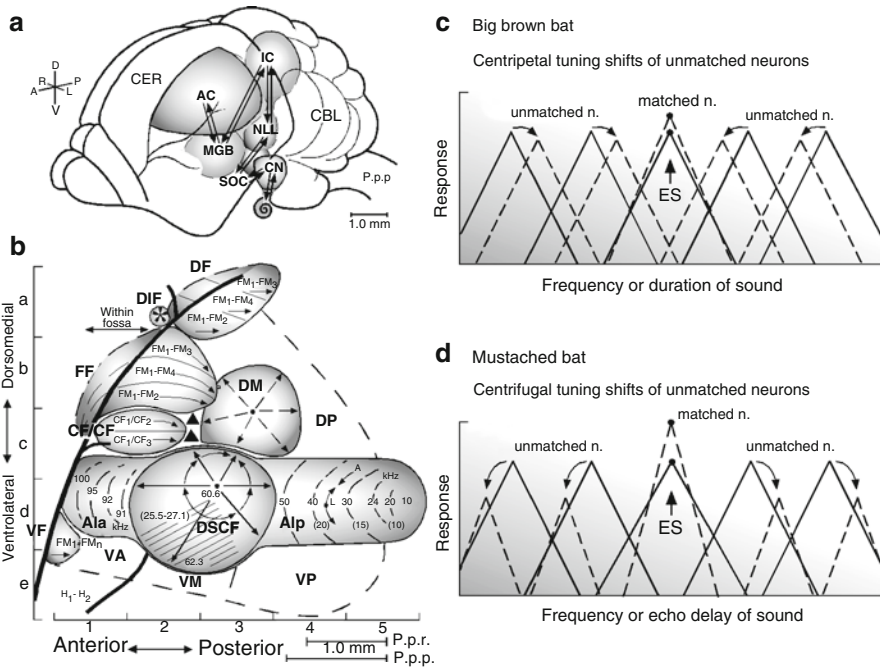 a
D
R P
A L
V
CER
IC
AC
CBL
NLL
MGB
SOC
CN
P.p.p
1.0 mm
b
Dorsomedial
Ventrolateral
a
b
c
d
e
DF
FM1-FM3
FM1-FM4
FM1-FM2
DIF
Within
fossa
FF
FM1-FM3
FM1-FM4
FM1-FM2
DM
DP
CF/CF
CF1/CF2
CF1/CF3
100
95
92
91
kHz
AIa
60.6
(25.5-27.1)
DSCF
62.3
AIp
A
kHz
50 40 L 30 24 20 10
(20) (15) (10)
VF
FM1-FMn
VA
VM
VP
H1-H2
1 2 3 4 5
Anterior Posterior
P.p.r.
1.0 mm
P.p.p.
c Big brown bat
Centripetal tuning shifts of unmatched neurons
matched n.
unmatched n.
unmatched n.
ES
Response
Frequency or duration of sound
d Mustached bat
Centrifugal tuning shifts of unmatched neurons
matched n.
unmatched n.
unmatched n.
ES
Response
Frequency or echo delay of sound